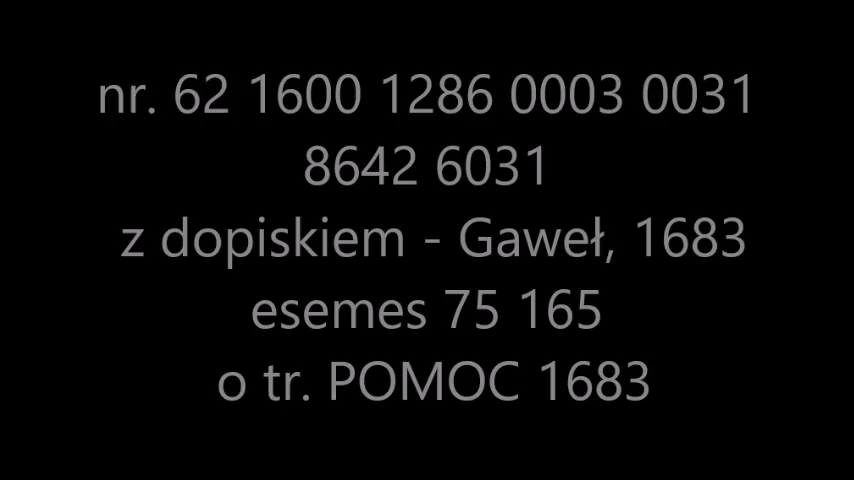 nr. 62 1600 1286 0003 0031
8642 6031
z dopiskiem - Gaweł, 1683
esemes 75 165
o tr. POMOC 1683